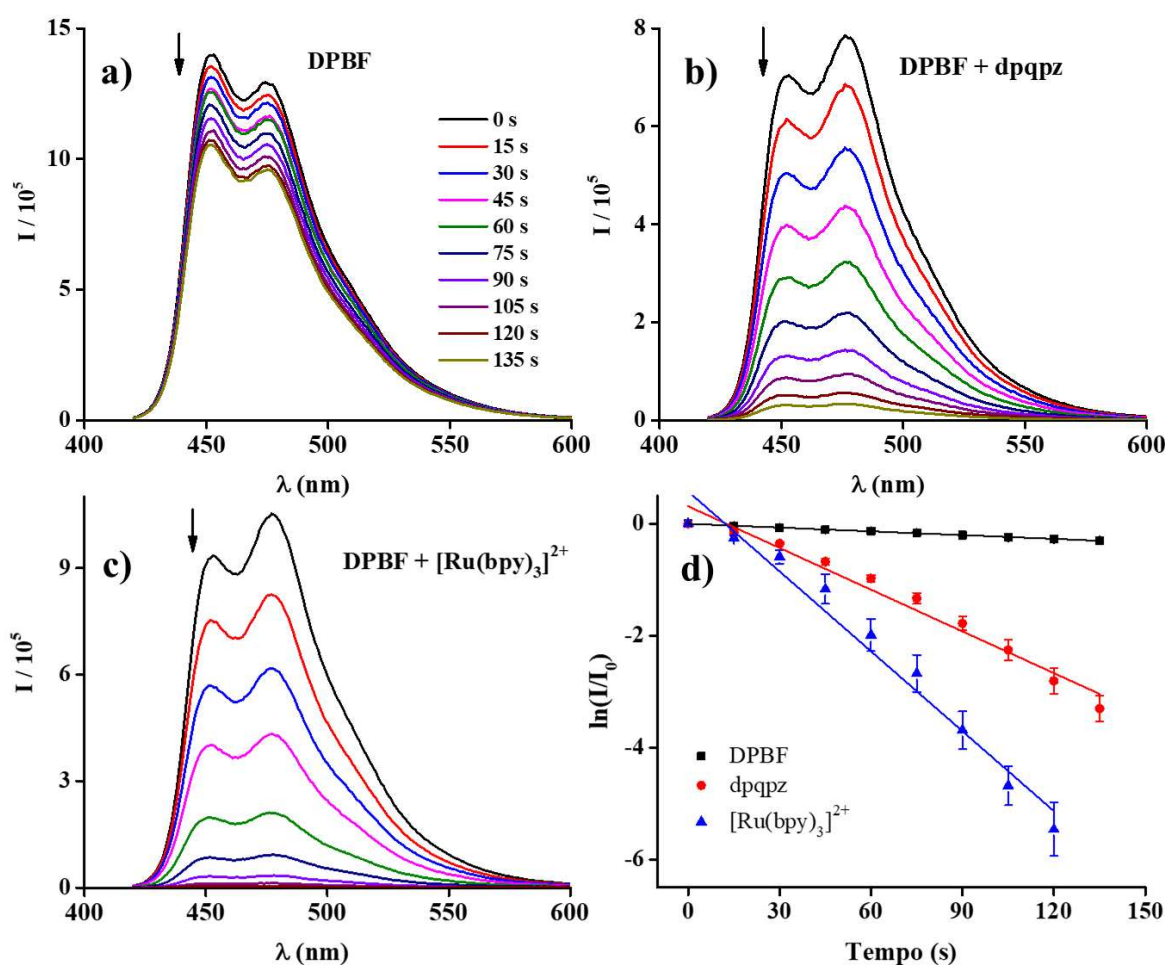 a)
DPBF
15
10
5
0
I / 10⁵
0 s
15 s
30 s
45 s
60 s
75 s
90 s
105 s
120 s
135 s
400 450 500 550 600
λ (nm)
b)
DPBF + dpqpz
8
6
4
2
0
I / 10⁵
400 450 500 550 600
λ (nm)
c)
DPBF + [Ru(bpy)₃]²⁺
9
6
3
0
I / 10⁵
400 450 500 550 600
λ (nm)
d)
0
-2
-4
-6
ln(I/I₀)
DPBF
dpqpz
[Ru(bpy)₃]²⁺
0 30 60 90 120 150
Tempo (s)